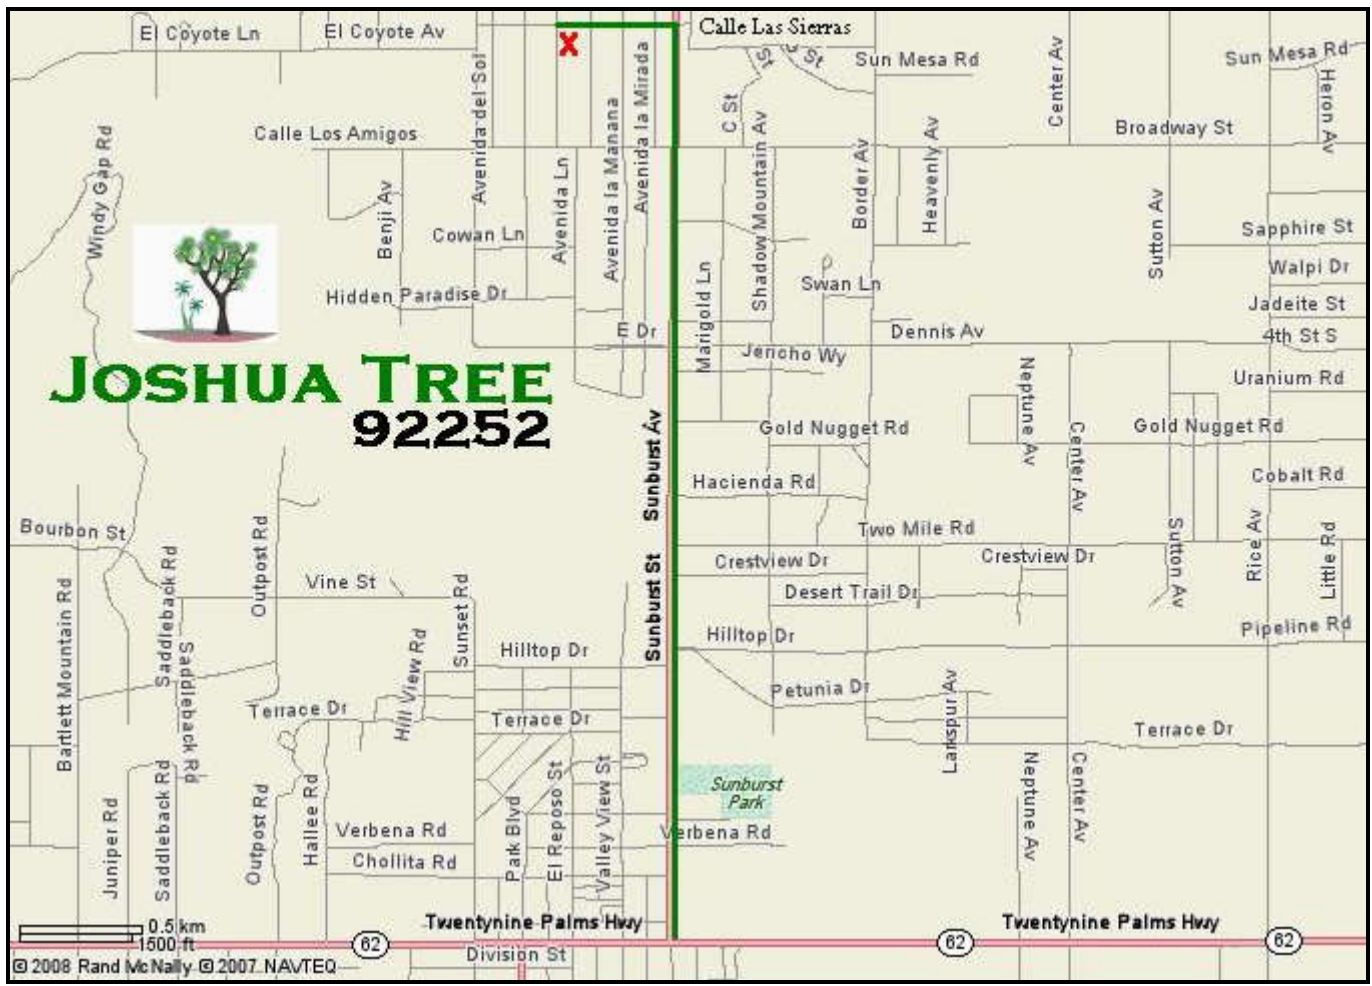 El Coyote Ln
El Coyote Av
Calle Las Sierras
X
St
St
Sun Mesa Rd
Sun Mesa Rd
Center Av
Heron Av
Avenida del Sol
Avenida la Manana
Avenida la Mirada
C St
Calle Los Amigos
Broadway St
Windy Gap Rd
Benji Av
Avenida Ln
Shadow Mountain Av
Border Av
Heavenly Av
Sutton Av
Cowan Ln
Sapphire St
Walpi Dr
Hidden Paradise Dr
Marigold Ln
Swan Ln
Jadeite St
E Dr
Dennis Av
4th St S
Jericho Wy
JOSHUA TREE
92252
Neptune Av
Uranium Rd
Sunburst Av
Gold Nugget Rd
Center Av
Gold Nugget Rd
Hacienda Rd
Cobalt Rd
Bourbon St
Outpost Rd
Two Mile Rd
Sutton Av
Rice Av
Little Rd
Saddleback Rd
Vine St
Sunset Rd
Sunburst St
Crestview Dr
Crestview Dr
Desert Trail Dr
Bartlett Mountain Rd
Saddleback Rd
Hill View Rd
Hilltop Dr
Hilltop Dr
Pipeline Rd
Petunia Dr
Larkspur Av
Terrace Dr
Terrace Dr
Terrace Dr
Juniper Rd
Saddleback Rd
Outpost Rd
Hallee Rd
Park Blvd
El Reposo St
Valley View St
Sunburst
Park
Neptune Av
Center Av
Verbena Rd
Verbena Rd
Chollita Rd
Twentynine Palms Hwy
Twentynine Palms Hwy
0.5 km
1500 ft
62
62
62
Division St
© 2008 Rand McNally © 2007 NAVTEQ